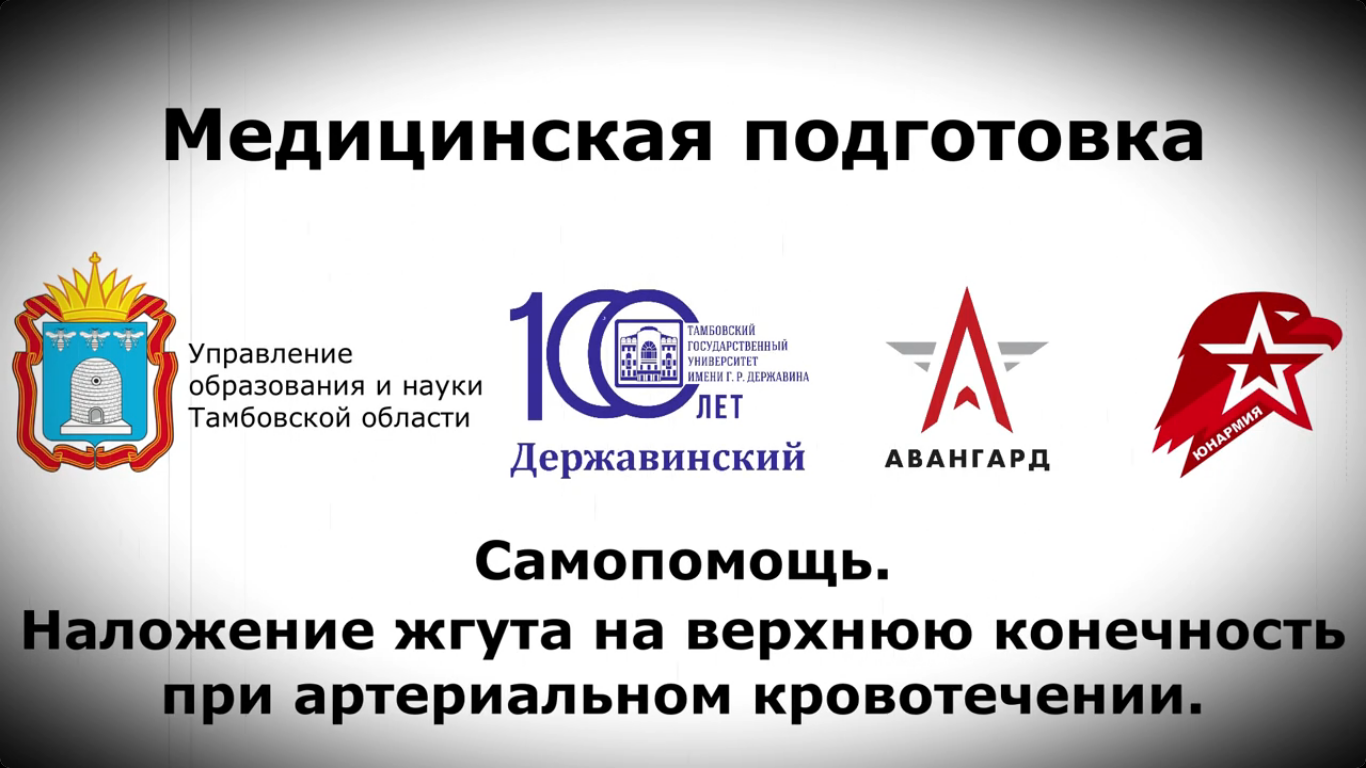 Медицинская подготовка
Управление
образования и науки
Тамбовской области
100
ТАМБОВСКИЙ
ГОСУДАРСТВЕННЫЙ
УНИВЕРСИТЕТ
ИМЕНИ Г. Р. ДЕРЖАВИНА
ЛЕТ
Державинский
АВАНГАРД
ЮНАРМИЯ
Самопомощь.
Наложение жгута на верхнюю конечность
при артериальном кровотечении.